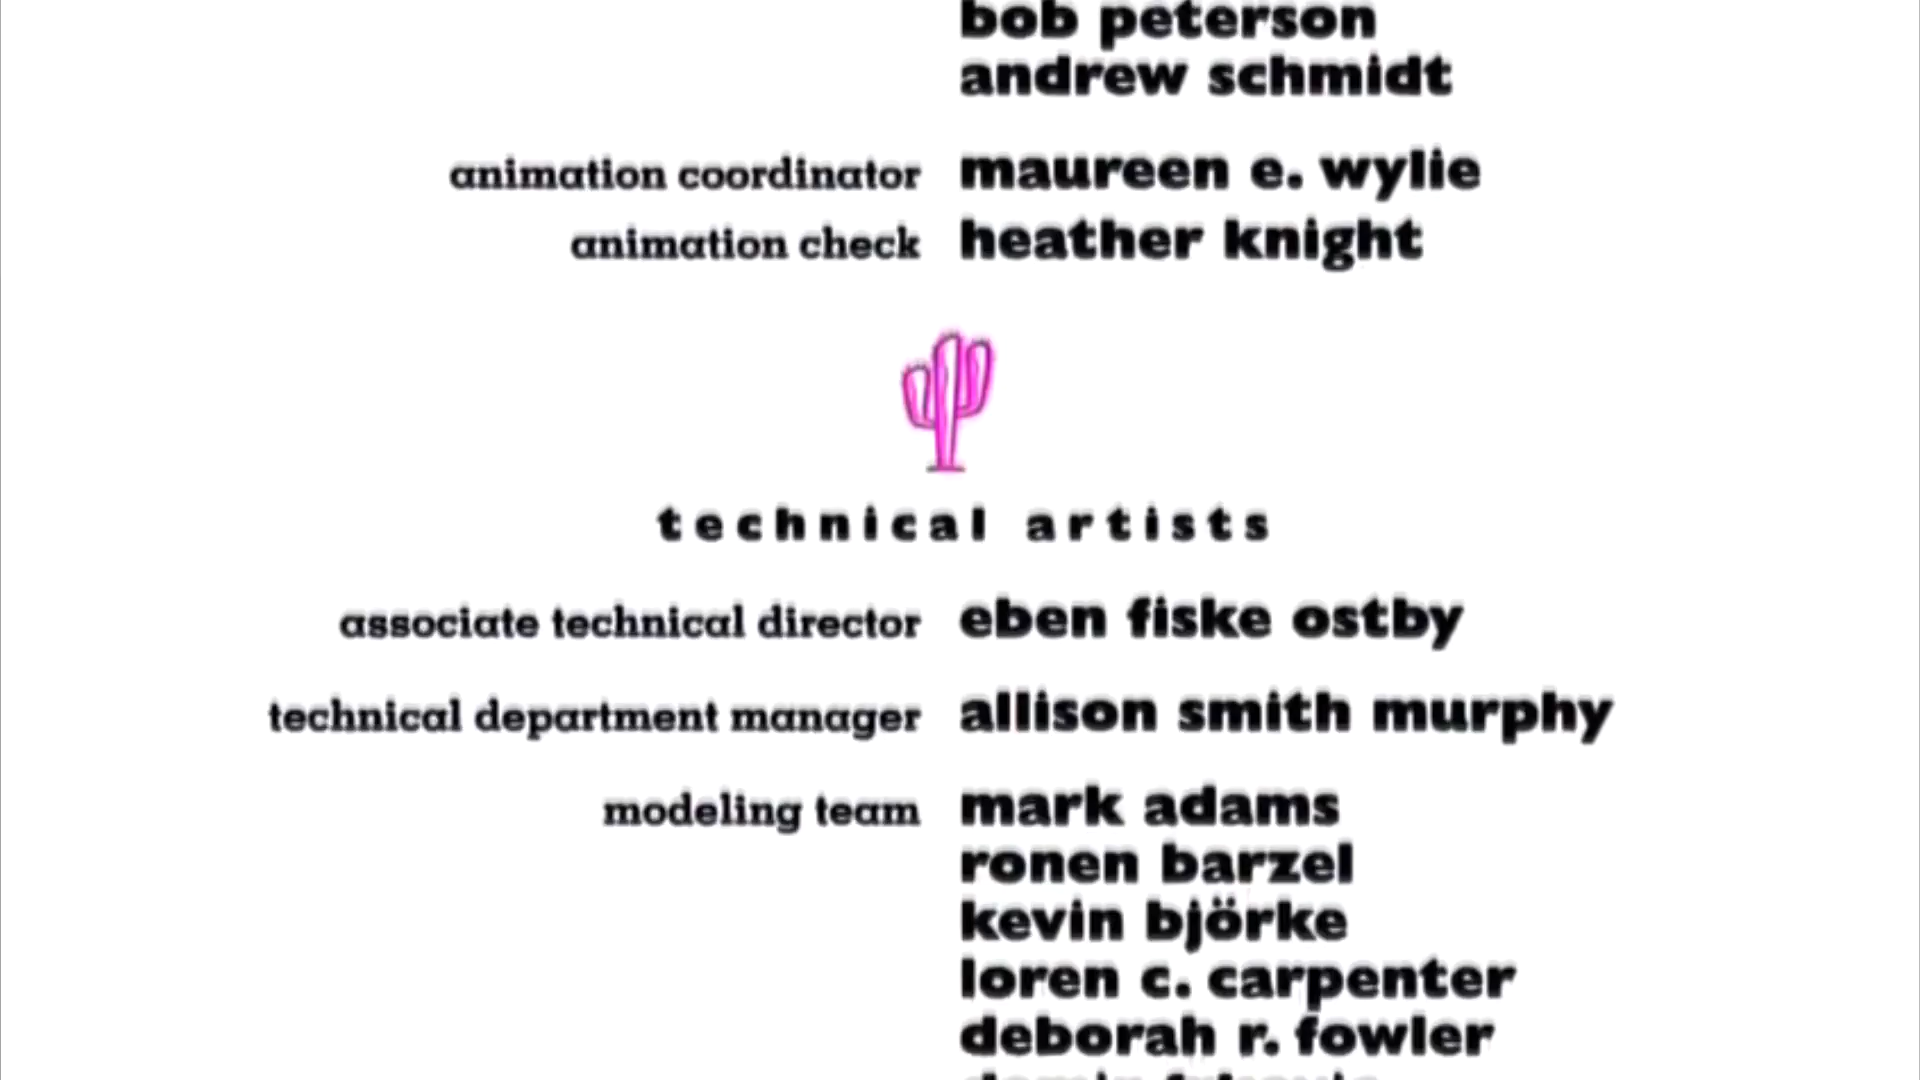 bob peterson
andrew schmidt
animation coordinator maureen e. wylie
animation check heather knight
technical artists
associate technical director eben fiske ostby
technical department manager allison smith murphy
modeling team mark adams
ronen barzel
kevin björke
loren c. carpenter
deborah r. fowler